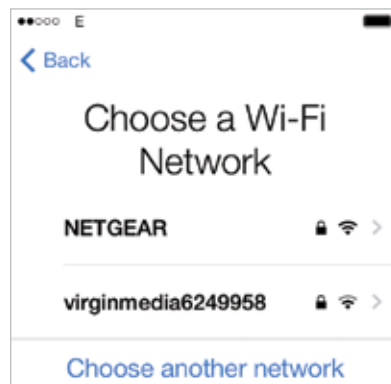 E
Back
Choose a Wi-Fi
Network
NETGEAR
virginmedia6249958
Choose another network